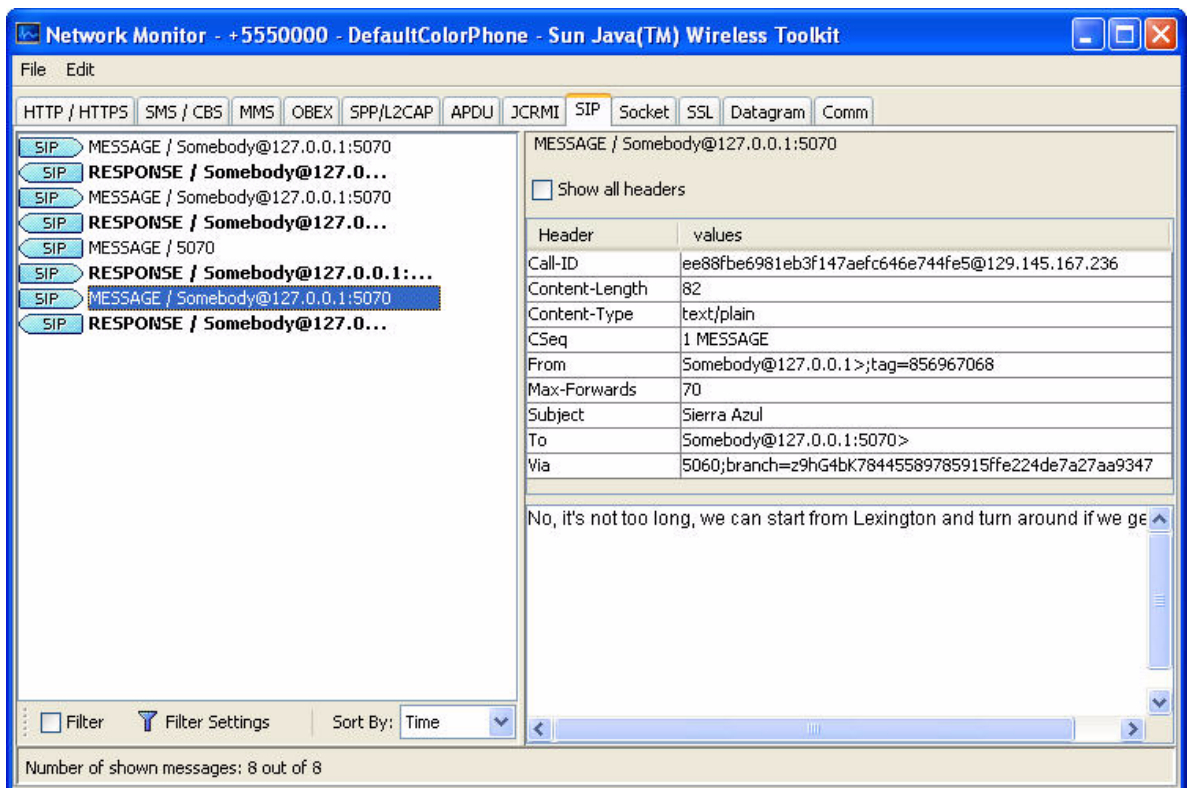 Network Monitor - +5550000 - DefaultColorPhone - Sun Java(TM) Wireless Toolkit
File Edit
HTTP / HTTPS SMS / CBS MMS OBEX SPP/L2CAP APDU JCRMI SIP Socket SSL Datagram Comm
SIP MESSAGE / Somebody@127.0.0.1:5070
SIP RESPONSE / Somebody@127.0...
SIP MESSAGE / Somebody@127.0.0.1:5070
SIP RESPONSE / Somebody@127.0...
SIP MESSAGE / 5070
SIP RESPONSE / Somebody@127.0.0.1:...
SIP MESSAGE / Somebody@127.0.0.1:5070
SIP RESPONSE / Somebody@127.0...
Filter Filter Settings Sort By: Time
MESSAGE / Somebody@127.0.0.1:5070
Show all headers
Header values
Call-ID ee88fbe6981eb3f147aefc646e744fe5@129.145.167.236
Content-Length 82
Content-Type text/plain
CSeq 1 MESSAGE
From Somebody@127.0.0.1>;tag=856967068
Max-Forwards 70
Subject Sierra Azul
To Somebody@127.0.0.1:5070>
Via 5060;branch=z9hG4bK78445589785915ffe224de7a27aa9347
No, it's not too long, we can start from Lexington and turn around if we ge
Number of shown messages: 8 out of 8